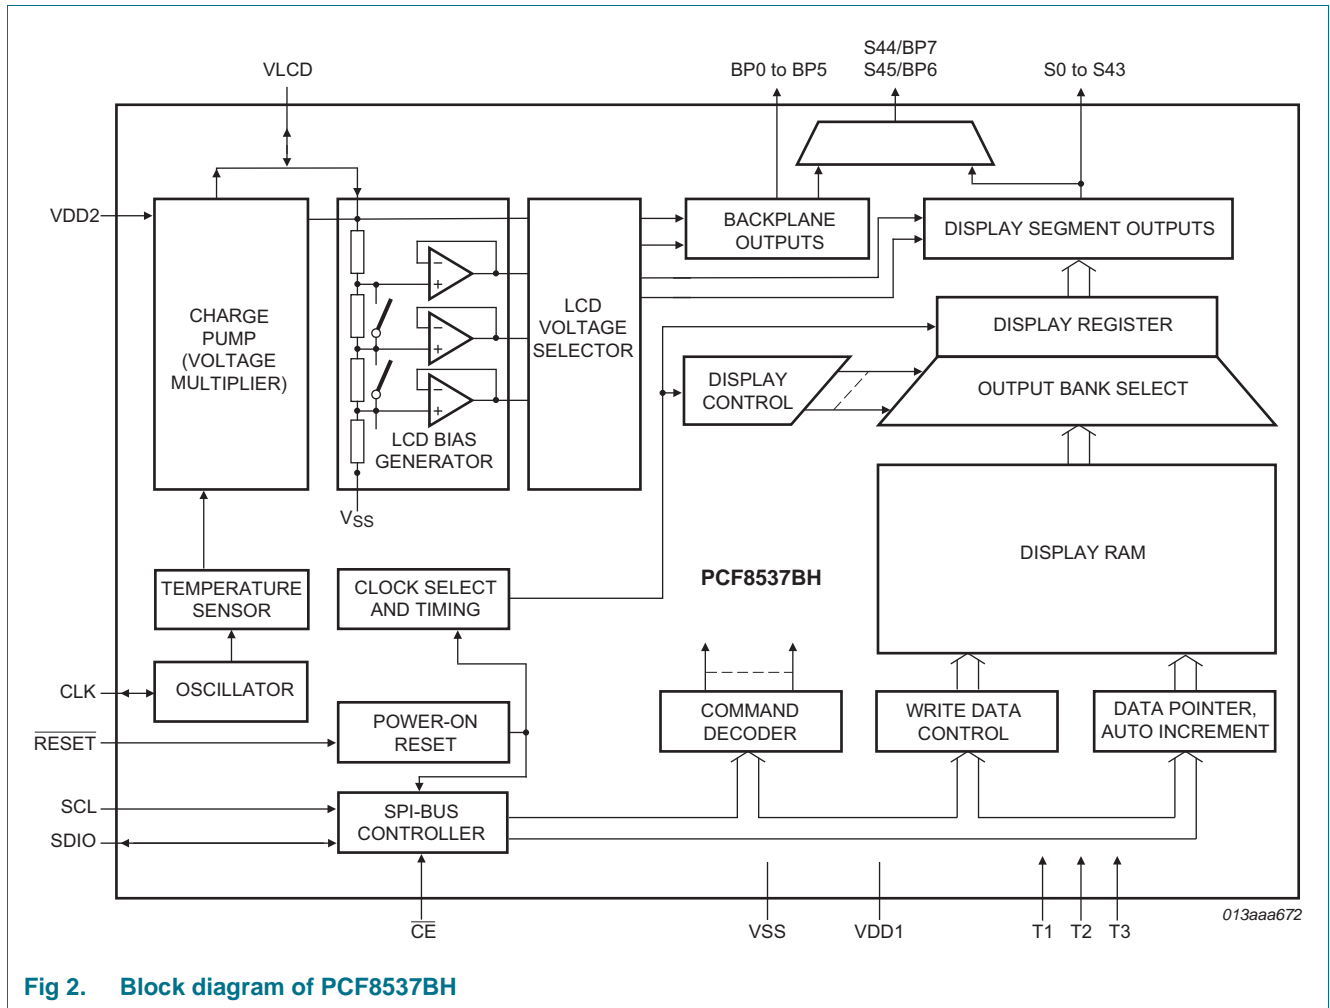 S44/BP7
VLCD
BP0 to BP5
S45/BP6
S0 to S43
VDD2
BACKPLANE
OUTPUTS
DISPLAY SEGMENT OUTPUTS
CHARGE
PUMP
(VOLTAGE
MULTIPLIER)
−
+
−
+
−
+
LCD BIAS
GENERATOR
VSS
LCD
VOLTAGE
SELECTOR
DISPLAY REGISTER
DISPLAY
CONTROL
OUTPUT BANK SELECT
DISPLAY RAM
PCF8537BH
TEMPERATURE
SENSOR
CLOCK SELECT
AND TIMING
CLK
OSCILLATOR
RESET
POWER-ON
RESET
COMMAND
DECODER
WRITE DATA
CONTROL
DATA POINTER,
AUTO INCREMENT
SCL
SDIO
SPI-BUS
CONTROLLER
CE
VSS
VDD1
T1
T2
T3
013aaa672
Fig 2. Block diagram of PCF8537BH